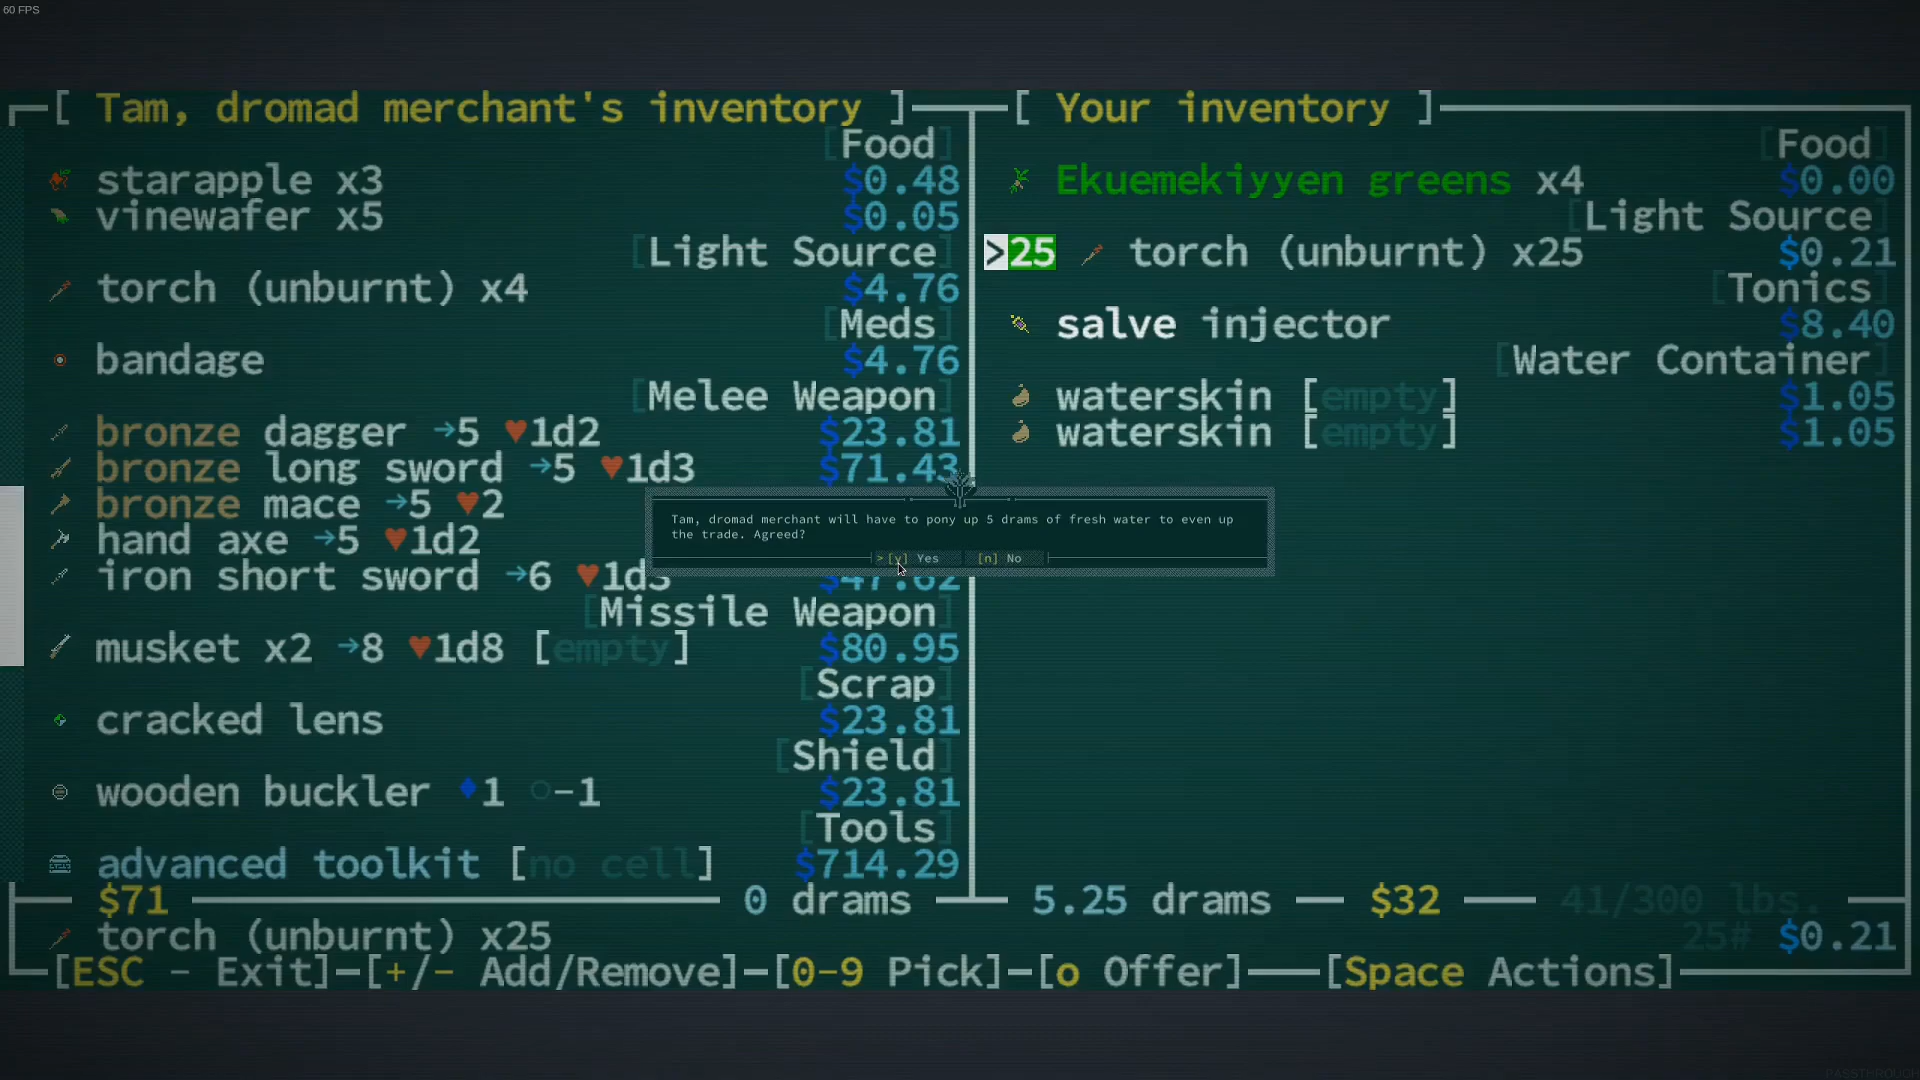 60 FPS
[ Tam, dromad merchant's inventory ]
[Food]
starapple x3 $0.48
vinewafer x5 $0.05
[Light Source]
torch (unburnt) x4 $4.76
[Meds]
bandage $4.76
[Melee Weapon]
bronze dagger →5 ♥1d2 $23.81
bronze long sword →5 ♥1d3 $71.43
bronze mace →5 ♥2
hand axe →5 ♥1d2
iron short sword →6 ♥1d3 $47.62
[Missile Weapon]
musket x2 →8 ♥1d8 [empty] $80.95
[Scrap]
cracked lens $23.81
[Shield]
wooden buckler ♦1 ○-1 $23.81
[Tools]
advanced toolkit [no cell] $714.29
[ Your inventory ]
[Food]
Ekuemekiyyen greens x4 $0.00
[Light Source]
>25 torch (unburnt) x25 $0.21
[Tonics]
salve injector $8.40
[Water Container]
waterskin [empty] $1.05
waterskin [empty] $1.05
Tam, dromad merchant will have to pony up 5 drams of fresh water to even up
the trade. Agreed?
>[y] Yes [n] No
$71 0 drams 5.25 drams $32 41/300 lbs.
torch (unburnt) x25 25# $0.21
[ESC - Exit] [+/- Add/Remove] [0-9 Pick] [o Offer] [Space Actions]
PASSTHROUGH